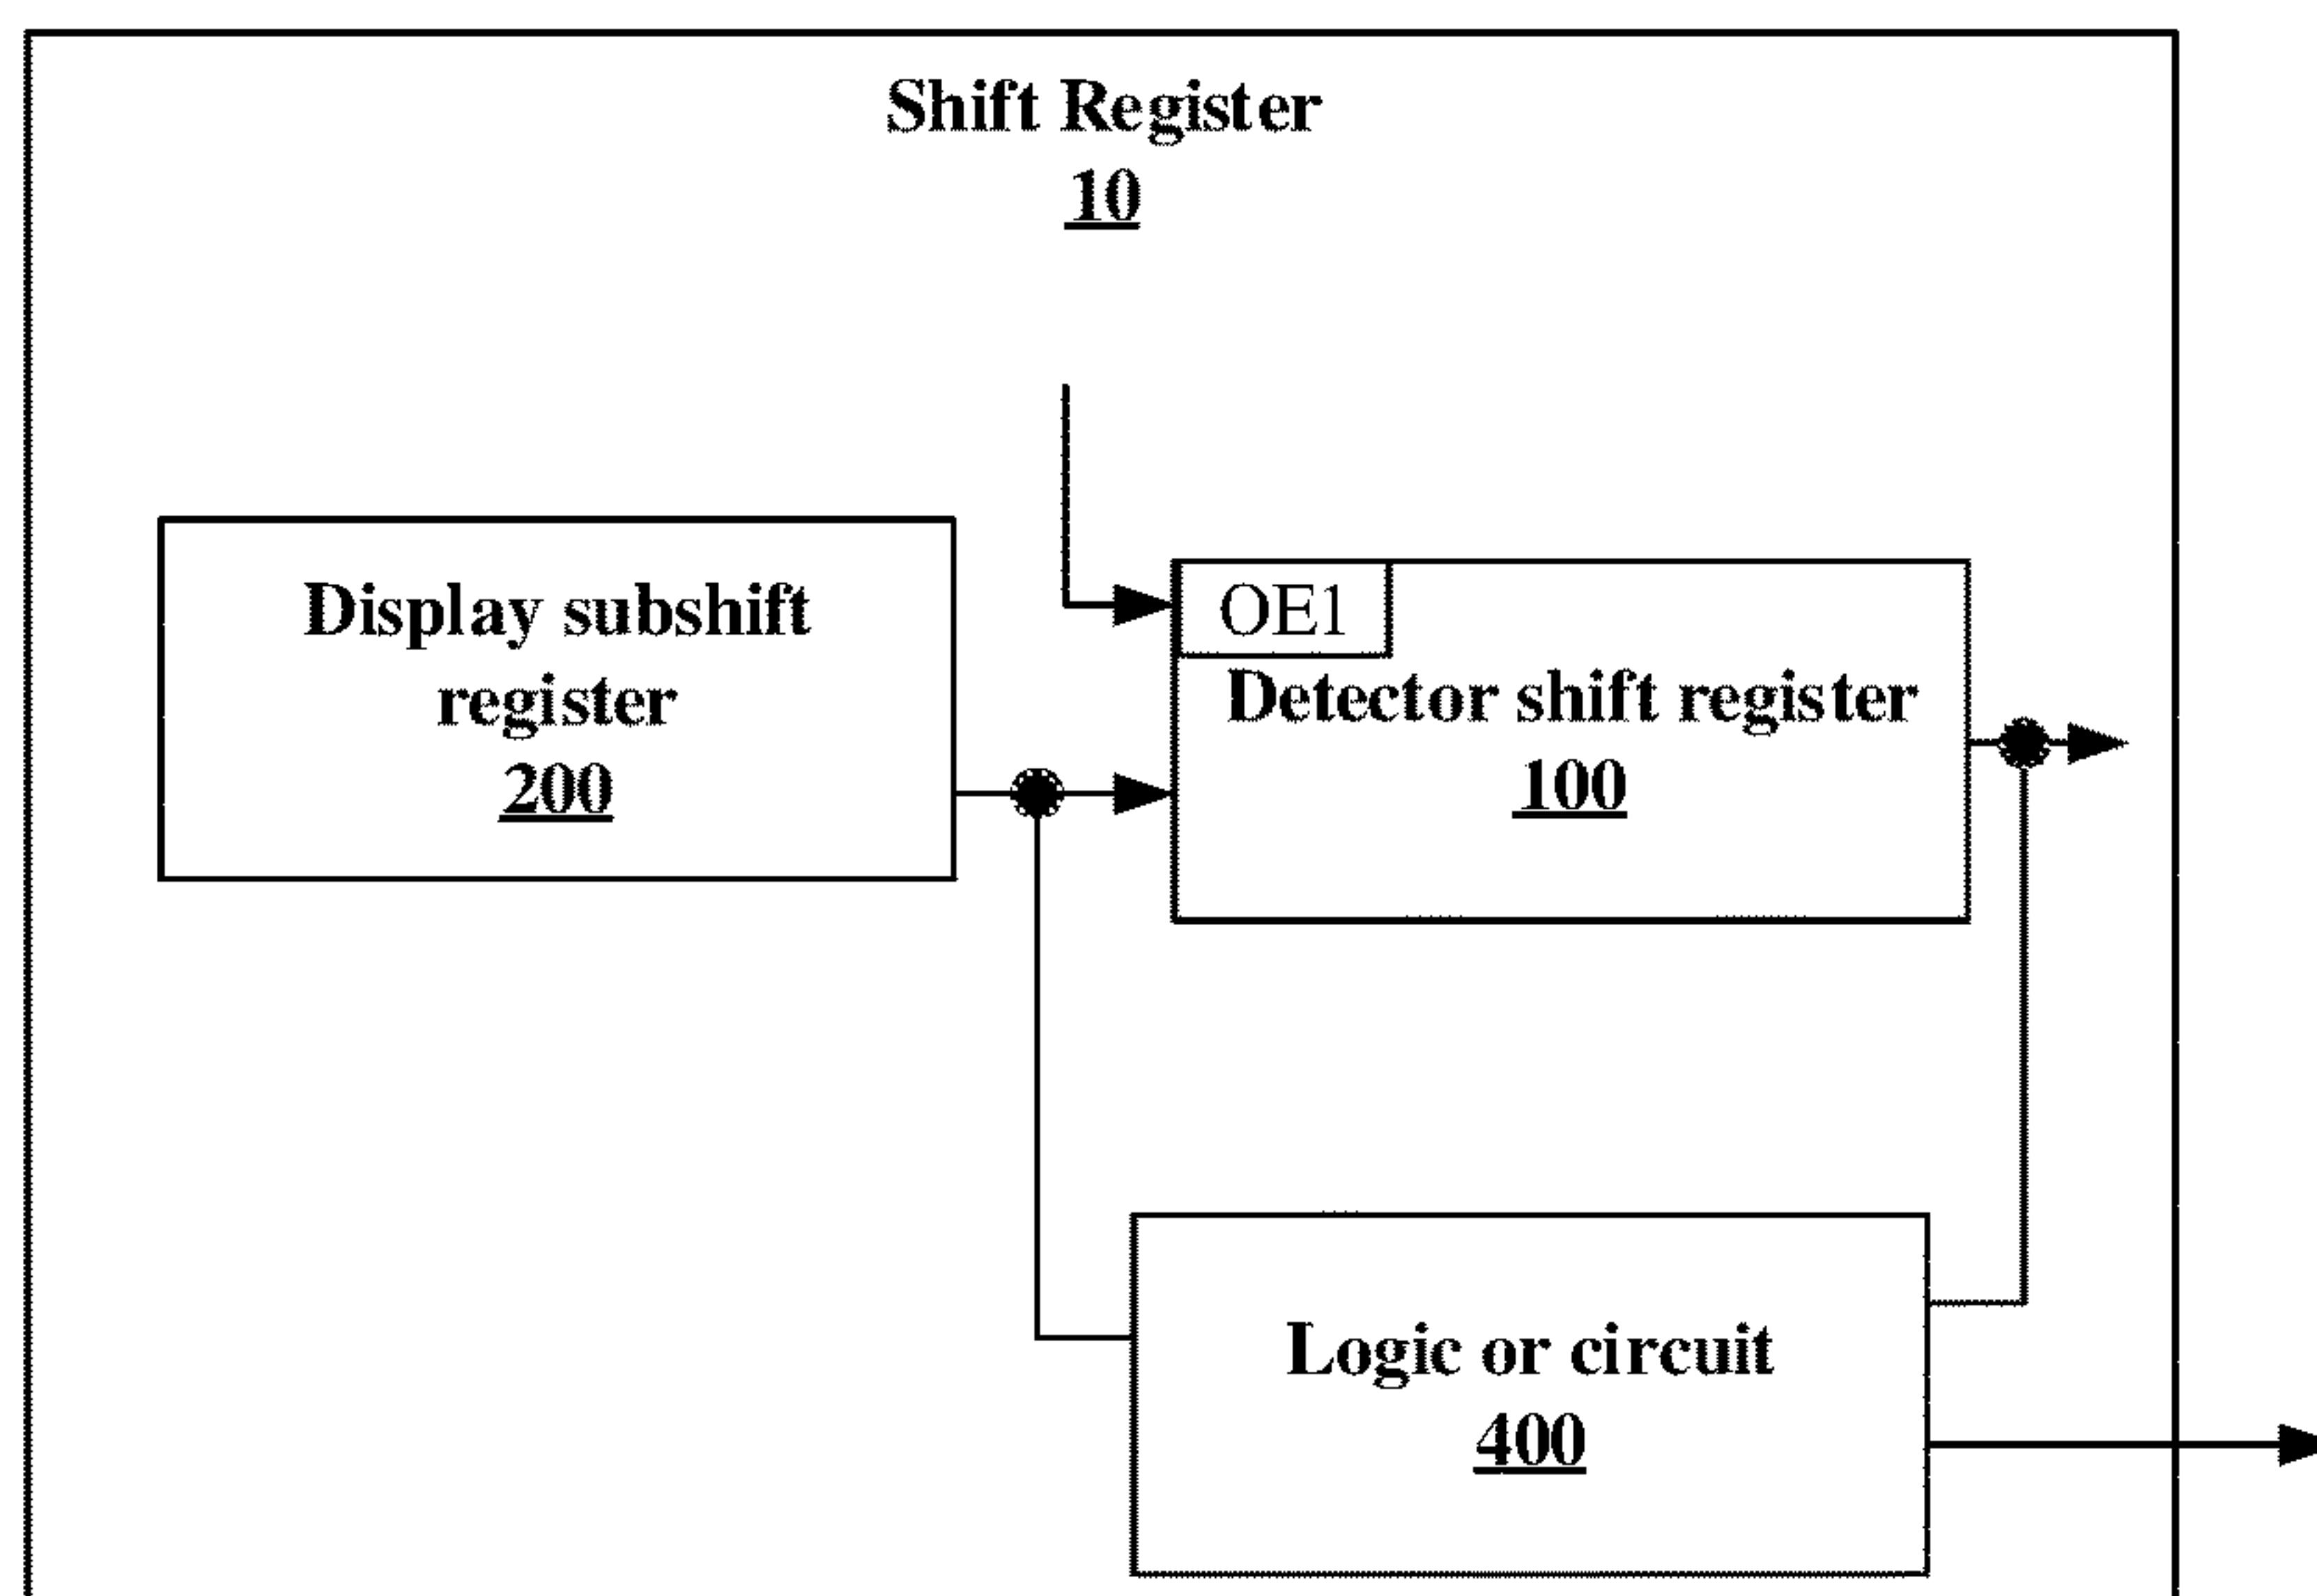 Shift Register
10
Display subshift
register
200
OE1
Detector shift register
100
Logic or circuit
400